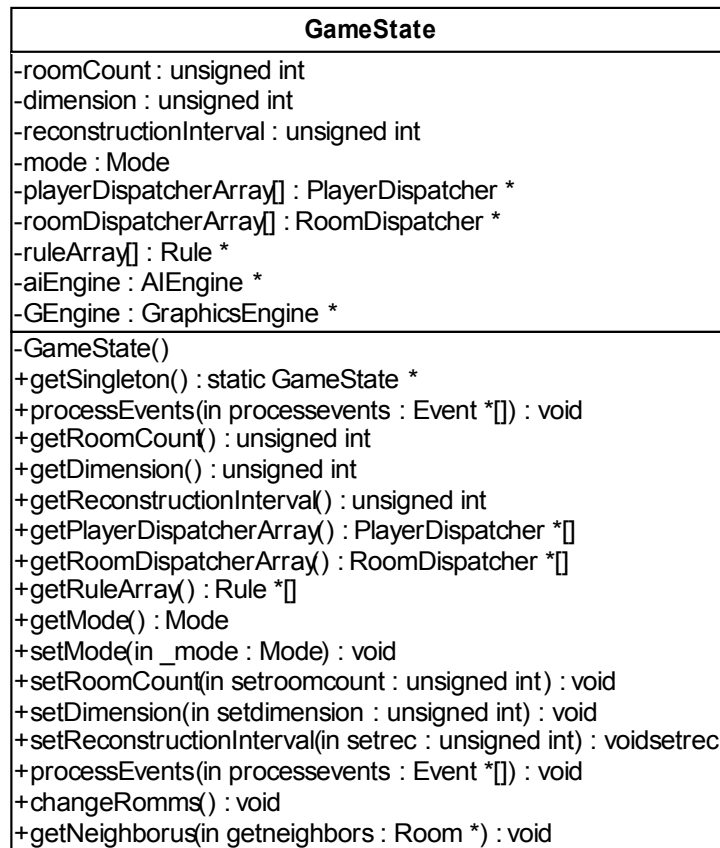 GameState
-roomCount : unsigned int
-dimension : unsigned int
-reconstructionInterval : unsigned int
-mode : Mode
-playerDispatcherArray[] : PlayerDispatcher *
-roomDispatcherArray[] : RoomDispatcher *
-ruleArray[] : Rule *
-aiEngine : AIEngine *
-GEngine : GraphicsEngine *
-GameState()
+getSingleton() : static GameState *
+processEvents(in processevents : Event *[]) : void
+getRoomCount() : unsigned int
+getDimension() : unsigned int
+getReconstructionInterval() : unsigned int
+getPlayerDispatcherArray() : PlayerDispatcher *[]
+getRoomDispatcherArray() : RoomDispatcher *[]
+getRuleArray() : Rule *[]
+getMode() : Mode
+setMode(in _mode : Mode) : void
+setRoomCount(in setroomcount : unsigned int) : void
+setDimension(in setdimension : unsigned int) : void
+setReconstructionInterval(in setrec : unsigned int) : voidsetrec
+processEvents(in processevents : Event *[]) : void
+changeRomms() : void
+getNeighborus(in getneighbors : Room *) : void